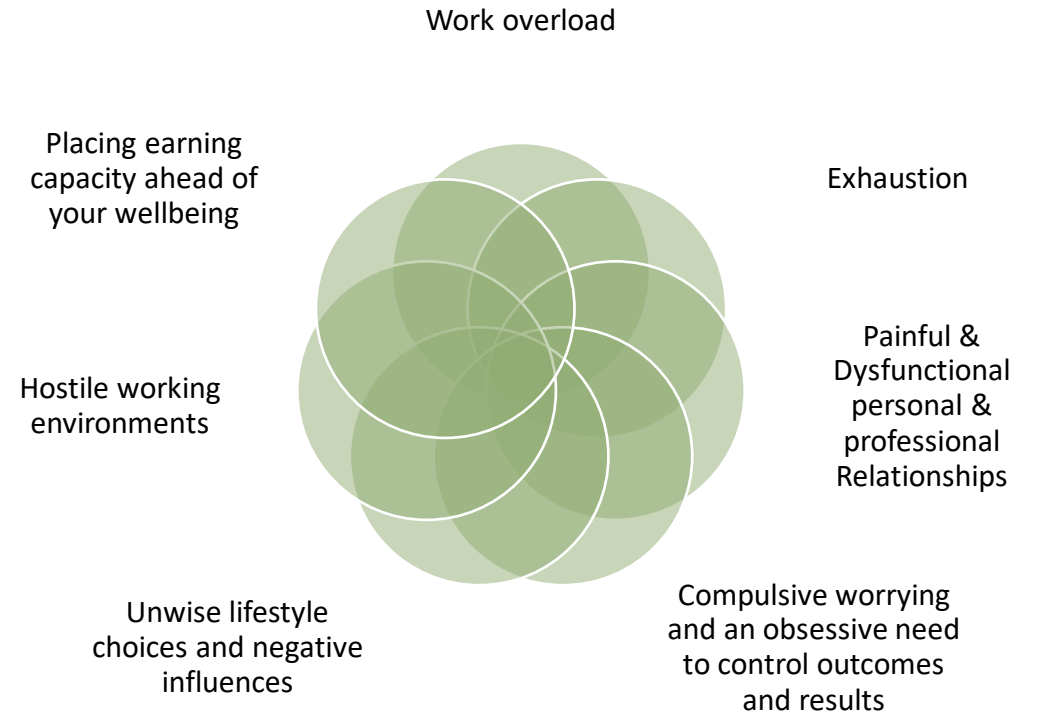 Work overload
Exhaustion
Painful &
Dysfunctional
personal &
professional
Relationships
Compulsive worrying
and an obsessive need
to control outcomes
and results
Unwise lifestyle
choices and negative
influences
Hostile working
environments
Placing earning
capacity ahead of
your wellbeing